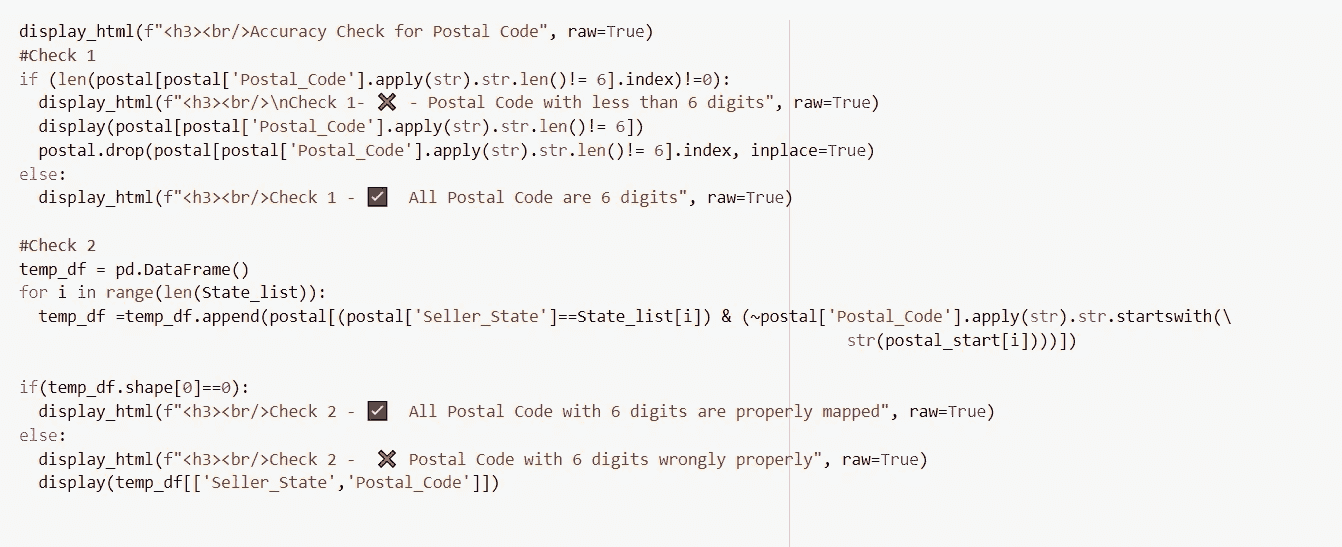 display_html(f"<h3><br/>Accuracy Check for Postal Code", raw=True)
#Check 1
if (len(postal[postal['Postal_Code'].apply(str).str.len()!= 6].index)!=0):
  display_html(f"<h3><br/>\nCheck 1- ❌ - Postal Code with less than 6 digits", raw=True)
  display(postal[postal['Postal_Code'].apply(str).str.len()!= 6])
  postal.drop(postal[postal['Postal_Code'].apply(str).str.len()!= 6].index, inplace=True)
else:
  display_html(f"<h3><br/>Check 1 - ✅  All Postal Code are 6 digits", raw=True)
#Check 2
temp_df = pd.DataFrame()
for i in range(len(State_list)):
  temp_df =temp_df.append(postal[(postal['Seller_State']==State_list[i]) & (~postal['Postal_Code'].apply(str).str.startswith(\
str(postal_start[i])))])
if(temp_df.shape[0]==0):
  display_html(f"<h3><br/>Check 2 - ✅  All Postal Code with 6 digits are properly mapped", raw=True)
else:
  display_html(f"<h3><br/>Check 2 -  ❌ Postal Code with 6 digits wrongly properly", raw=True)
  display(temp_df[['Seller_State','Postal_Code']])